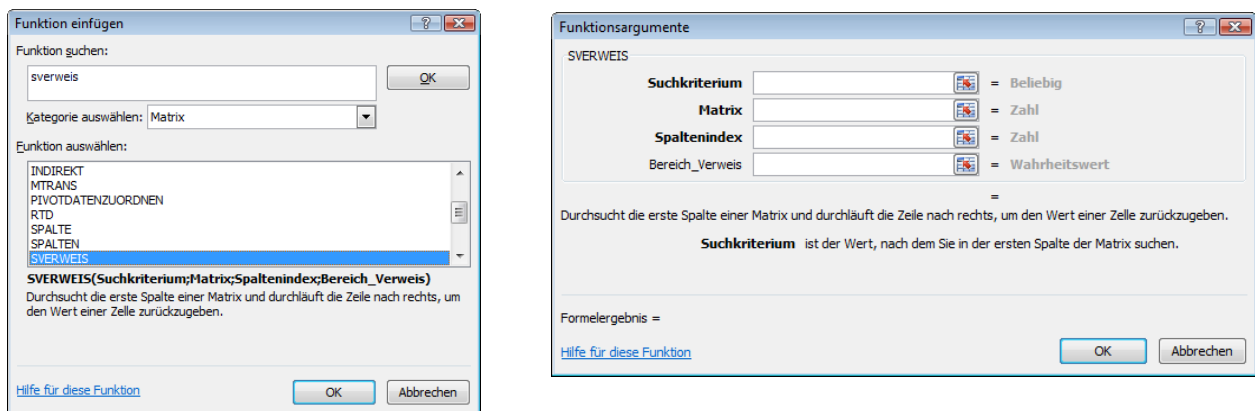 Funktion einfügen
Funktion suchen:
sverweis
OK
Kategorie auswählen: Matrix
Funktion auswählen:
INDIREKT
MTRANS
PIVOTDATENZUORDNEN
RTD
SPALTE
SPALTEN
SVERWEIS
SVERWEIS(Suchkriterium;Matrix;Spaltenindex;Bereich_Verweis)
Durchsucht die erste Spalte einer Matrix und durchläuft die Zeile nach rechts, um
den Wert einer Zelle zurückzugeben.
Hilfe für diese Funktion
OK
Abbrechen
Funktionsargumente
SVERWEIS
Suchkriterium = Beliebig
Matrix = Zahl
Spaltenindex = Zahl
Bereich_Verweis = Wahrheitswert
=
Durchsucht die erste Spalte einer Matrix und durchläuft die Zeile nach rechts, um den Wert einer Zelle zurückzugeben.
Suchkriterium ist der Wert, nach dem Sie in der ersten Spalte der Matrix suchen.
Formelergebnis =
Hilfe für diese Funktion
OK
Abbrechen